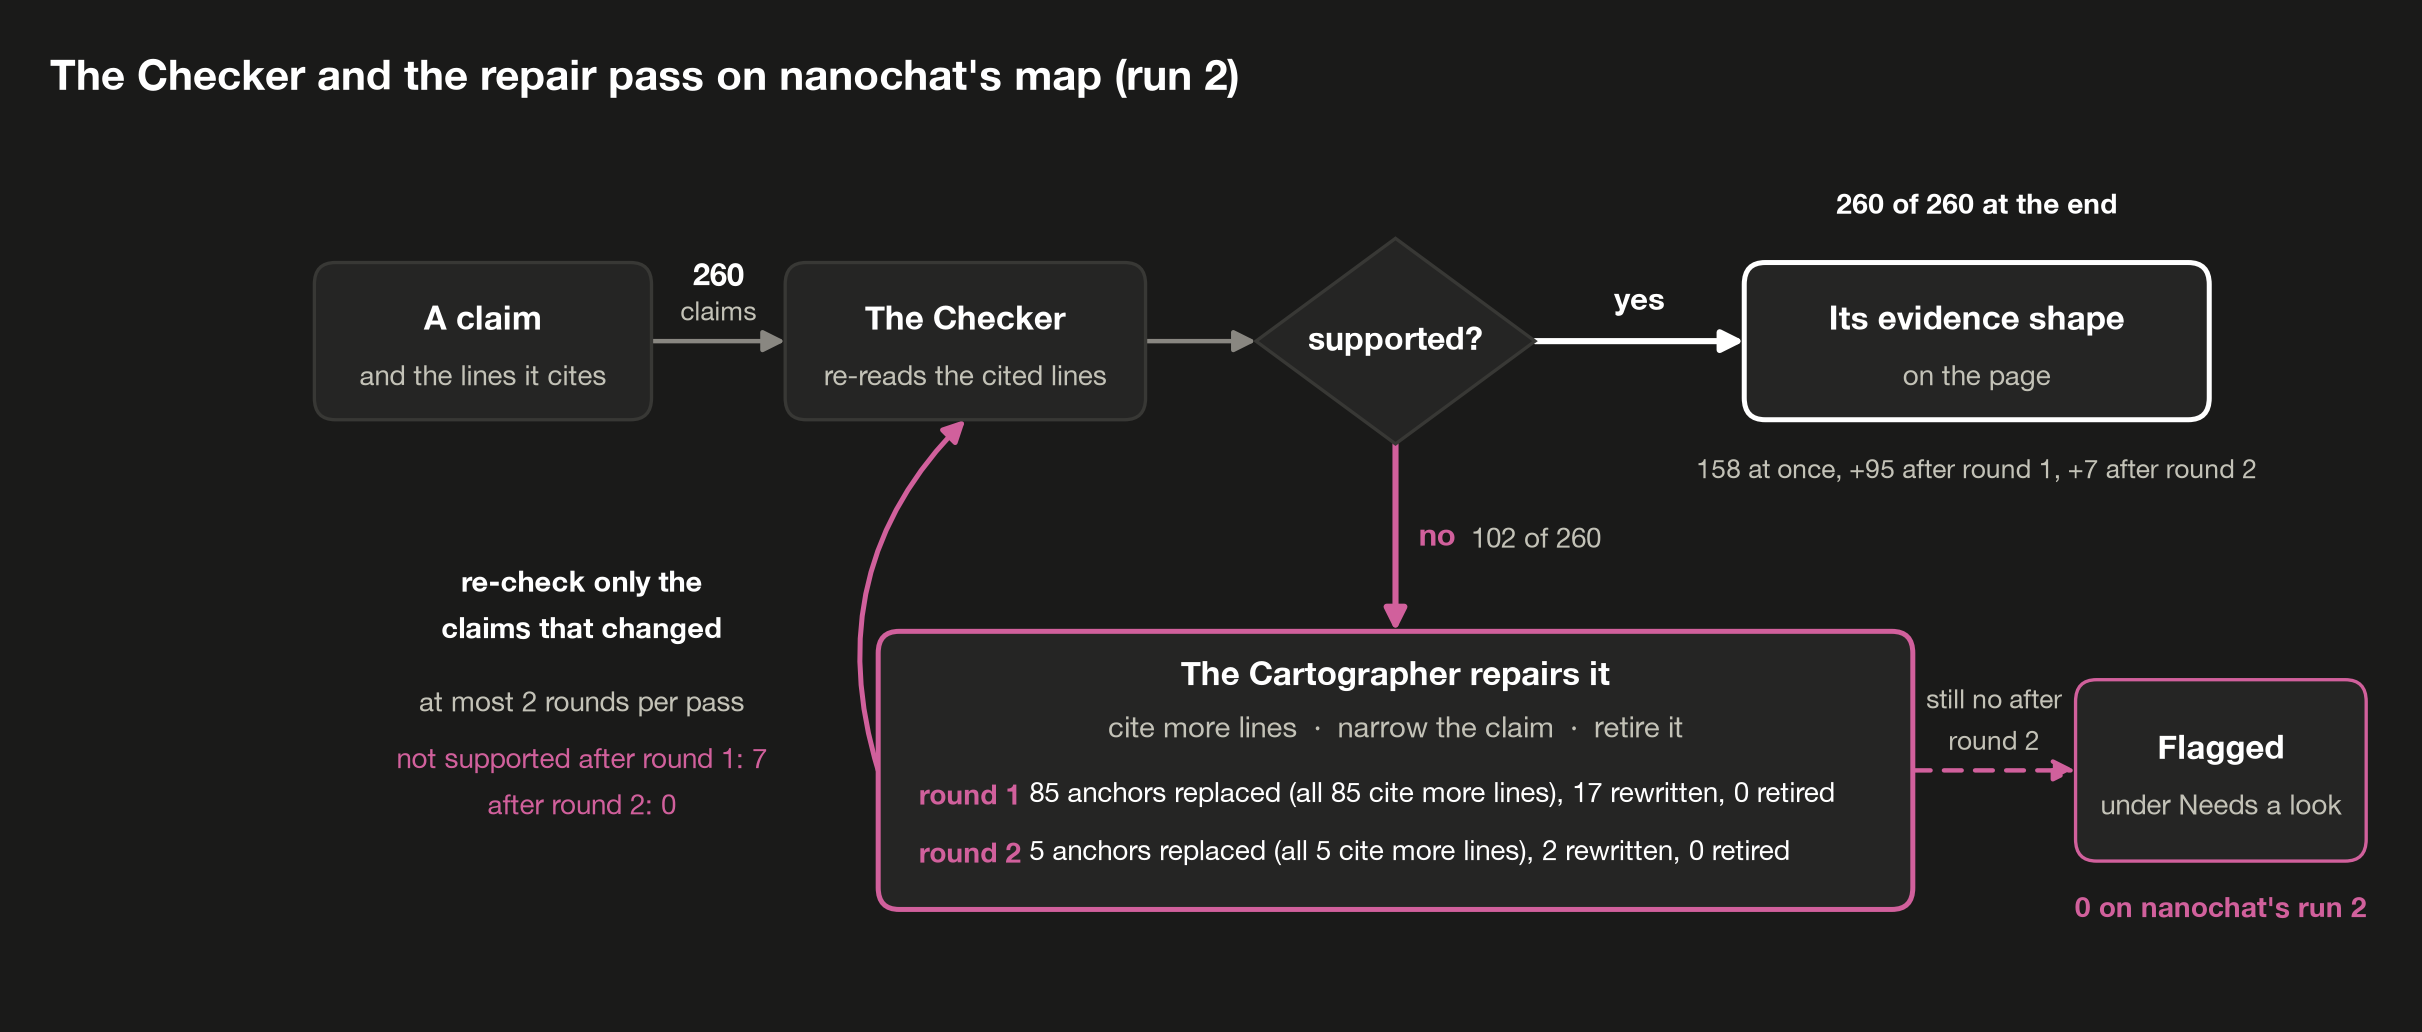 The Checker and the repair pass on nanochat's map (run 2)
260 of 260 at the end
A claim
and the lines it cites
260
claims
The Checker
re-reads the cited lines
supported?
yes
Its evidence shape
on the page
158 at once, +95 after round 1, +7 after round 2
no 102 of 260
re-check only the
claims that changed
at most 2 rounds per pass
not supported after round 1: 7
after round 2: 0
The Cartographer repairs it
cite more lines · narrow the claim · retire it
round 1 85 anchors replaced (all 85 cite more lines), 17 rewritten, 0 retired
round 2 5 anchors replaced (all 5 cite more lines), 2 rewritten, 0 retired
still no after
round 2
Flagged
under Needs a look
0 on nanochat's run 2